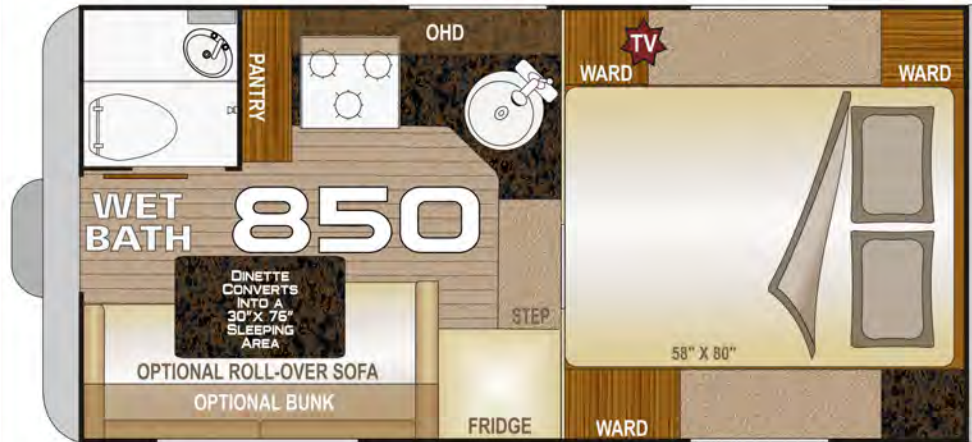 OHD
TV
WARD
WARD
PANTRY
WET
BATH
850
DINETTE
CONVERTS
INTO A
30" X 76"
SLEEPING
AREA
STEP
58" X 80"
OPTIONAL ROLL-OVER SOFA
OPTIONAL BUNK
FRIDGE
WARD